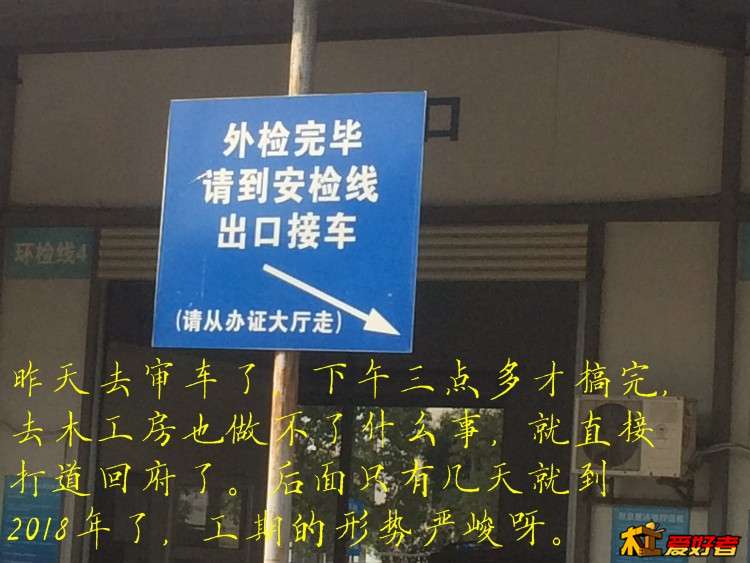 外检完毕
请到安检线
出口接车
(请从办证大厅走)
环检线4
昨天去审车了，下午三点多才搞完,
去木工房也做不了什么事，就直接
打道回府了。后面只有几天就到
2018年了，工期的形势严峻呀。
木工爱好者